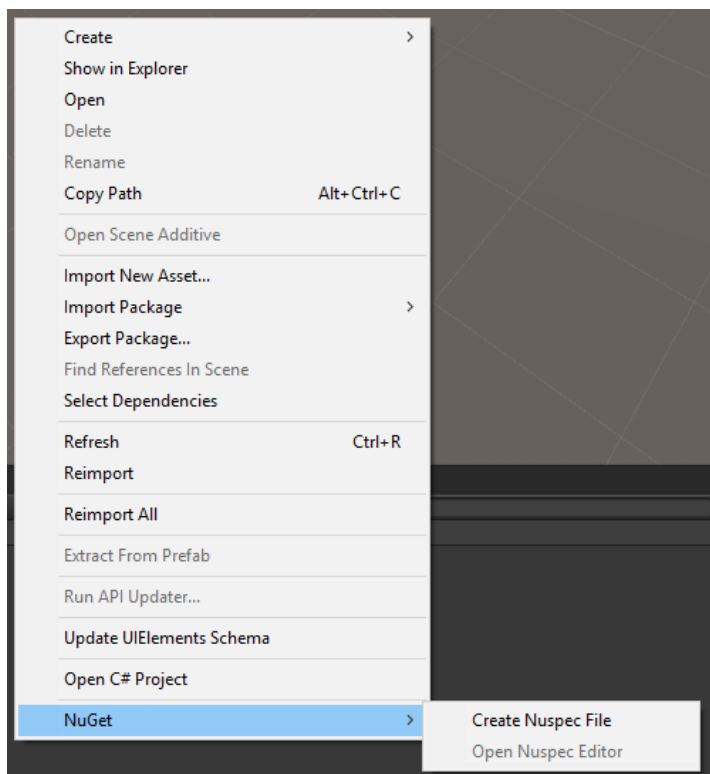 Create
Show in Explorer
Open
Delete
Rename
Copy Path Alt+Ctrl+C
Open Scene Additive
Import New Asset...
Import Package
Export Package...
Find References In Scene
Select Dependencies
Refresh Ctrl+R
Reimport
Reimport All
Extract From Prefab
Run API Updater...
Update UIElements Schema
Open C# Project
NuGet
Create Nuspec File
Open Nuspec Editor